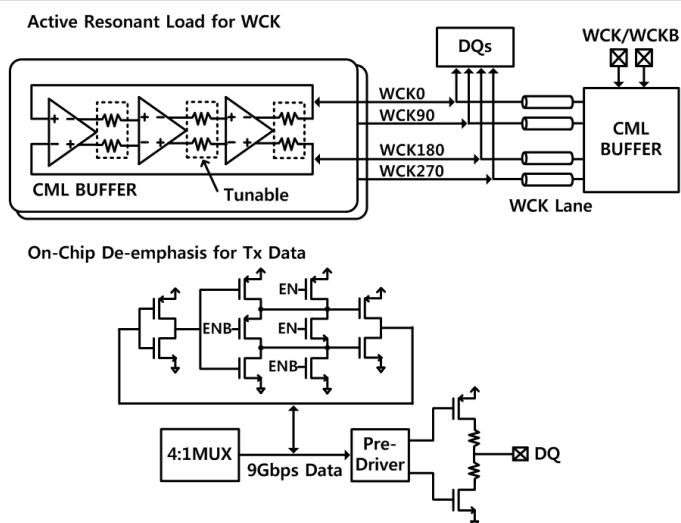 Active Resonant Load for WCK
WCK/WCKB
DQs
WCK0
WCK90
WCK180
WCK270
+ + + + + +
- - - - - -
CML BUFFER
Tunable
WCK Lane
CML
BUFFER
On-Chip De-emphasis for Tx Data
EN
ENB
EN
ENB
4:1MUX
9Gbps Data
Pre-
Driver
DQ